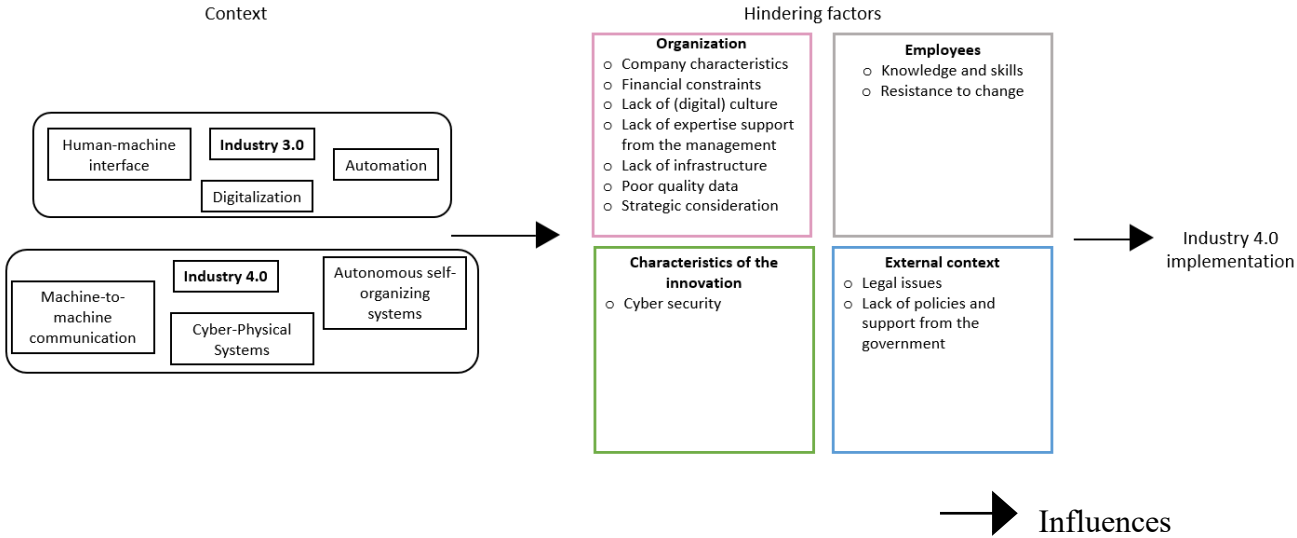 Context
Hindering factors
Human-machine
interface
Industry 3.0
Automation
Digitalization
Industry 4.0
Autonomous self-
organizing
systems
Machine-to-
machine
communication
Cyber-Physical
Systems
Organization
o Company characteristics
o Financial constraints
o Lack of (digital) culture
o Lack of expertise support
from the management
o Lack of infrastructure
o Poor quality data
o Strategic consideration
Employees
o Knowledge and skills
o Resistance to change
Characteristics of the
innovation
o Cyber security
External context
o Legal issues
o Lack of policies and
support from the
government
Industry 4.0
implementation
Influences